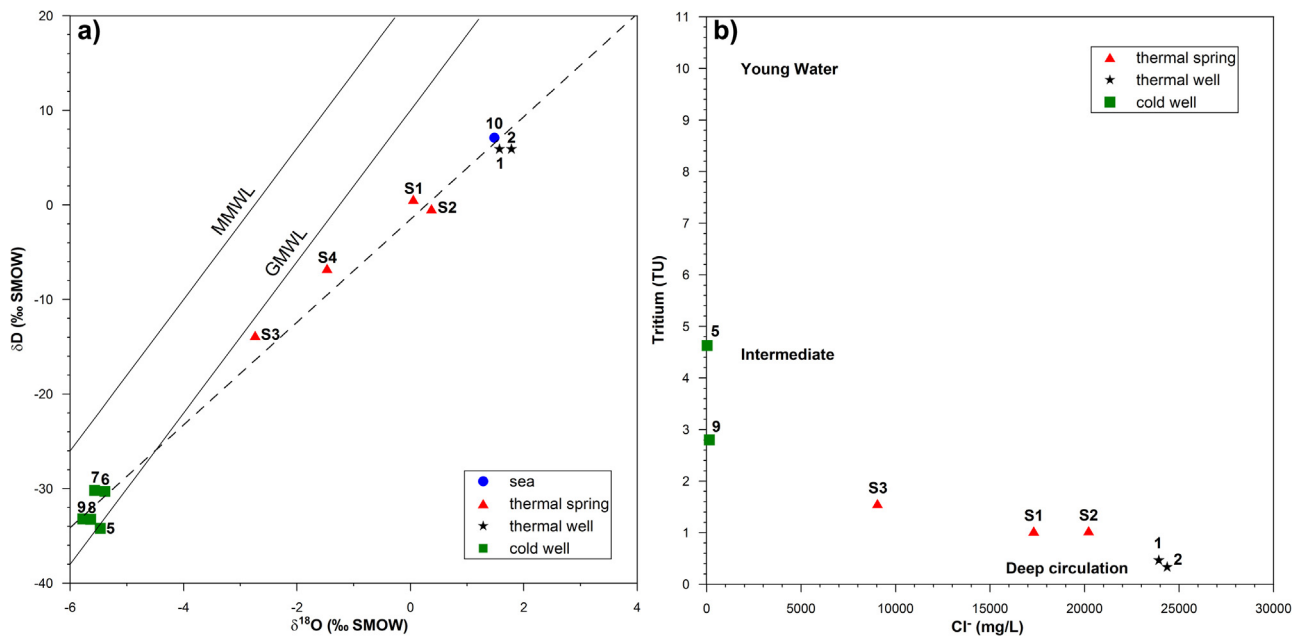 a)
20
10
0
-10
-20
-30
-40
δD (‰ SMOW)
-6
-4
-2
0
2
4
δ18O (‰ SMOW)
MMWL
GMWL
10
2
1
S1
S2
S4
S3
7 6
9 8
5
sea
thermal spring
thermal well
cold well
b)
11
10
9
8
7
6
5
4
3
2
1
0
Tritium (TU)
0
5000
10000
15000
20000
25000
30000
Cl- (mg/L)
Young Water
Intermediate
Deep circulation
5
9
S3
S1
S2
1
2
thermal spring
thermal well
cold well